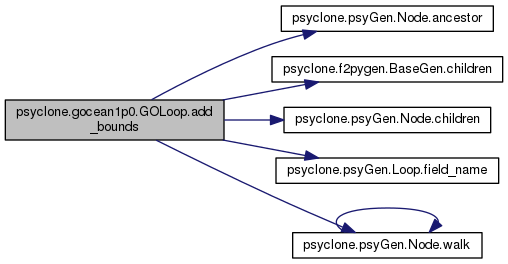 psyclone.psyGen.Node.ancestor
psyclone.f2pygen.BaseGen.children
psyclone.gocean1p0.GOLoop.add
_bounds
psyclone.psyGen.Node.children
psyclone.psyGen.Loop.field_name
psyclone.psyGen.Node.walk